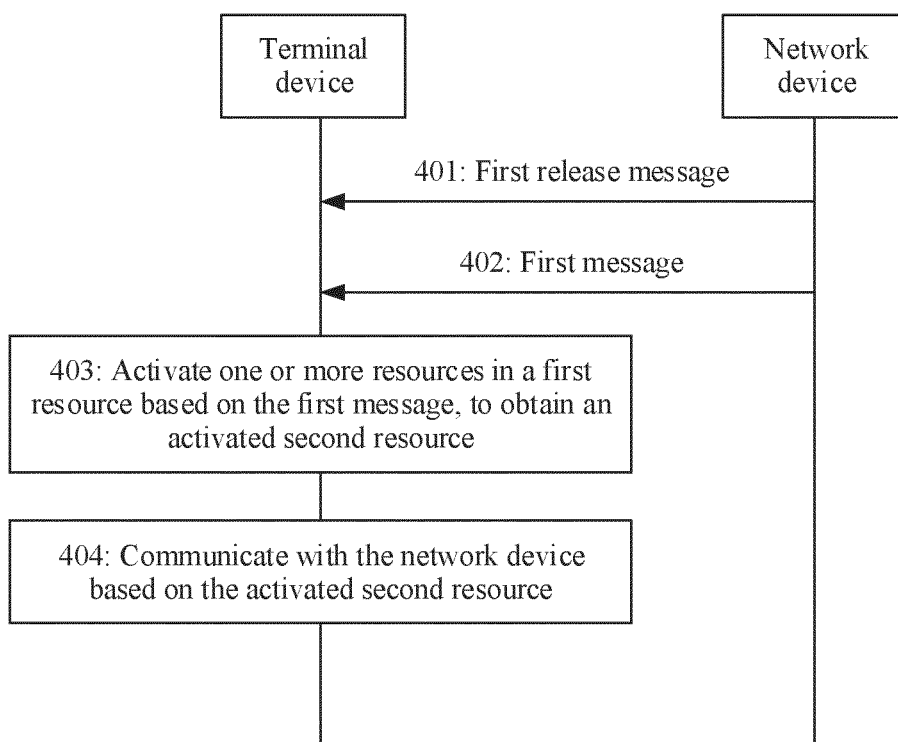 Terminal
device
Network
device
401: First release message
402: First message
403: Activate one or more resources in a first
resource based on the first message, to obtain an
activated second resource
404: Communicate with the network device
based on the activated second resource